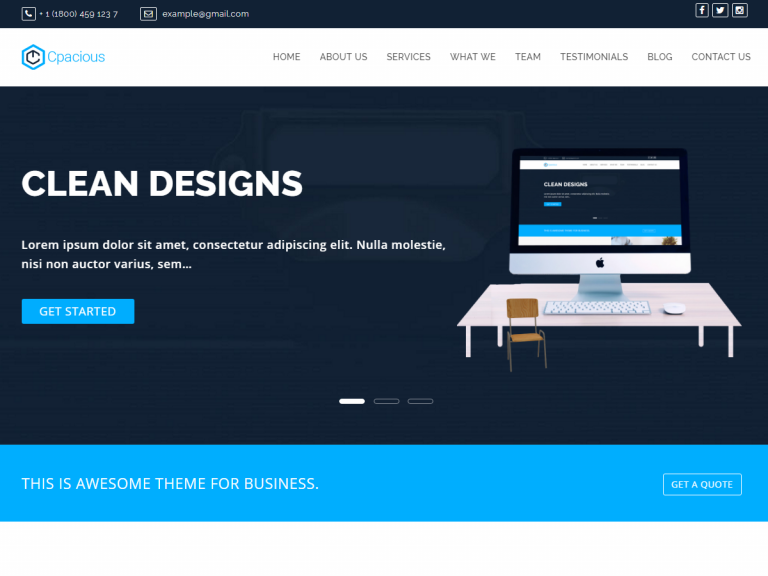 + 1 (1800) 459 123 7 example@gmail.com
Cpacious
HOME ABOUT US SERVICES WHAT WE TEAM TESTIMONIALS BLOG CONTACT US
CLEAN DESIGNS
Lorem ipsum dolor sit amet, consectetur adipiscing elit. Nulla molestie,
nisi non auctor varius, sem...
GET STARTED
CLEAN DESIGNS
THIS IS AWESOME THEME FOR BUSINESS.
GET A QUOTE